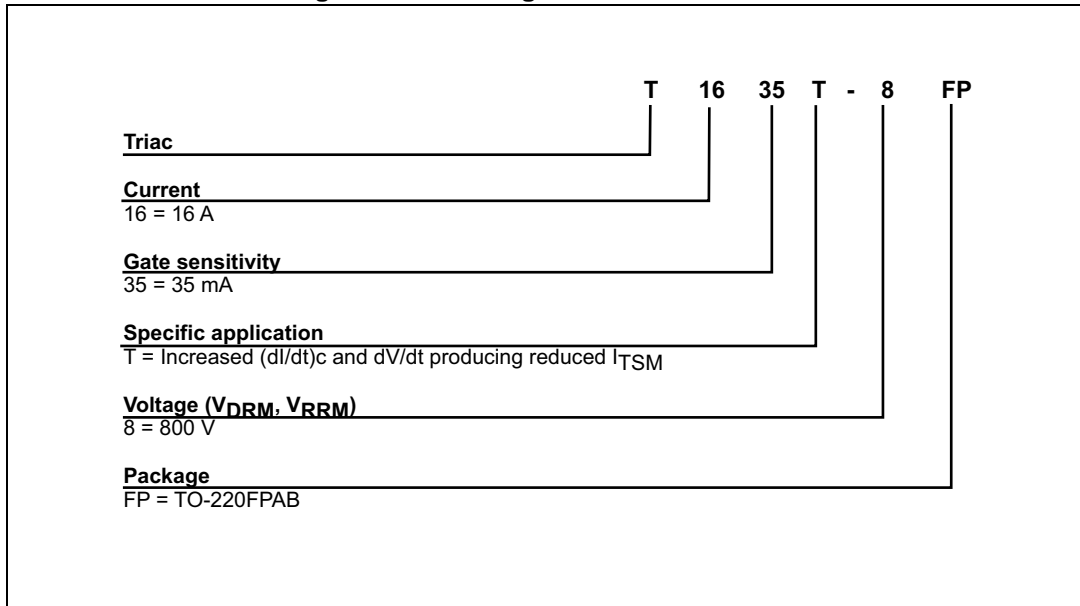 T 16 35 T - 8 FP
Triac
Current
16 = 16 A
Gate sensitivity
35 = 35 mA
Specific application
T = Increased (dI/dt)c and dV/dt producing reduced ITSM
Voltage (VDRM, VRRM)
8 = 800 V
Package
FP = TO-220FPAB